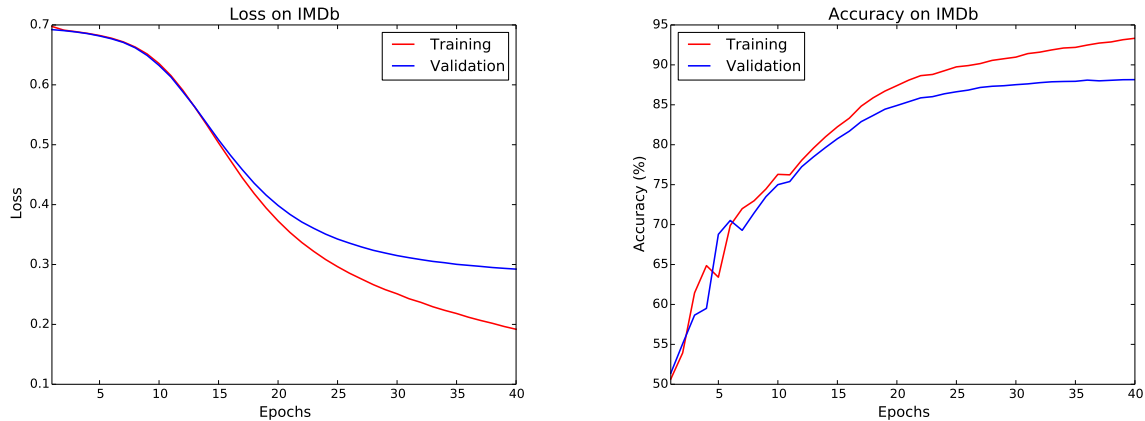 Loss on IMDb
0.7
0.6
0.5
0.4
0.3
0.2
0.1
Loss
5 10 15 20 25 30 35 40
Epochs
Training
Validation
Accuracy on IMDb
95
90
85
80
75
70
65
60
55
50
Accuracy (%)
5 10 15 20 25 30 35 40
Epochs
Training
Validation